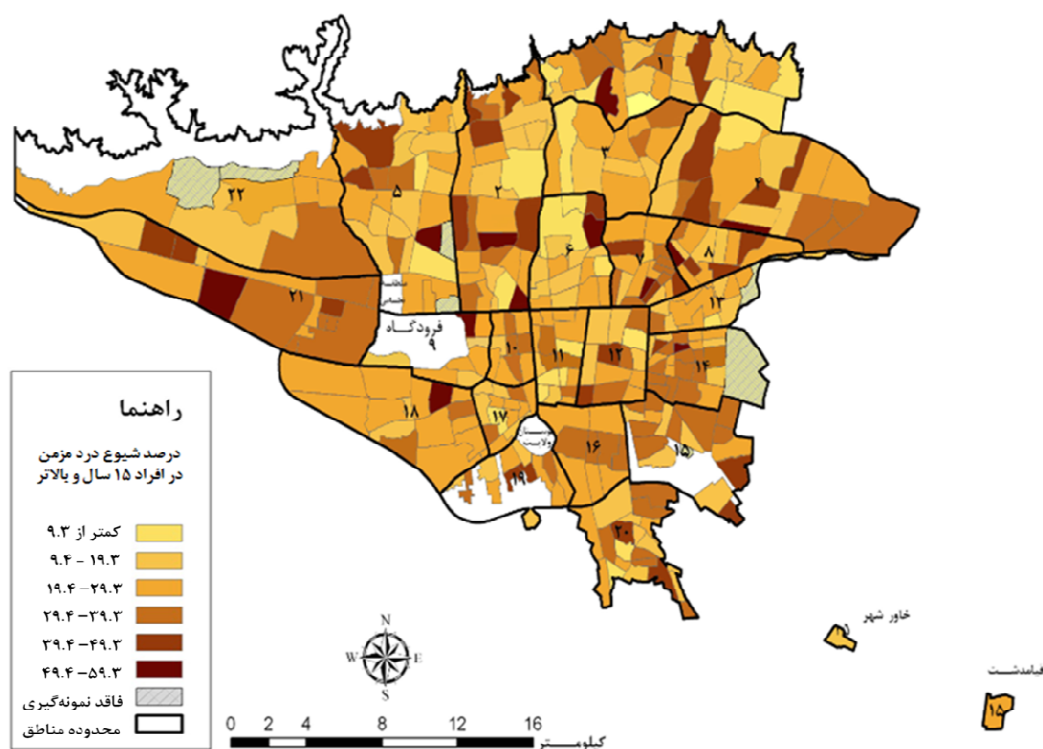 ۱
۲
۳
۴
۵
۶
۷
۸
۲۲
۲۱
۱۳
فرودگاه
۹
۱۰
۱۱
۱۲
۱۴
۱۸
۱۷
۱۶
۱۵
۱۹
۲۰
راهنما
درصد شیوع درد مزمن
در افراد ۱۵ سال و بالاتر
کمتر از ۹.۳
۹.۴ - ۱۹.۳
۱۹.۴-۲۹.۳
۲۹.۴-۳۹.۳
۳۹.۴-۴۹.۳
۴۹.۴-۵۹.۳
فاقد نمونه‌گیری
محدوده مناطق
N
W E
S
0 2 4 8 12 16
کیلومتر
خاور شهر
قیامدشت
۱۵